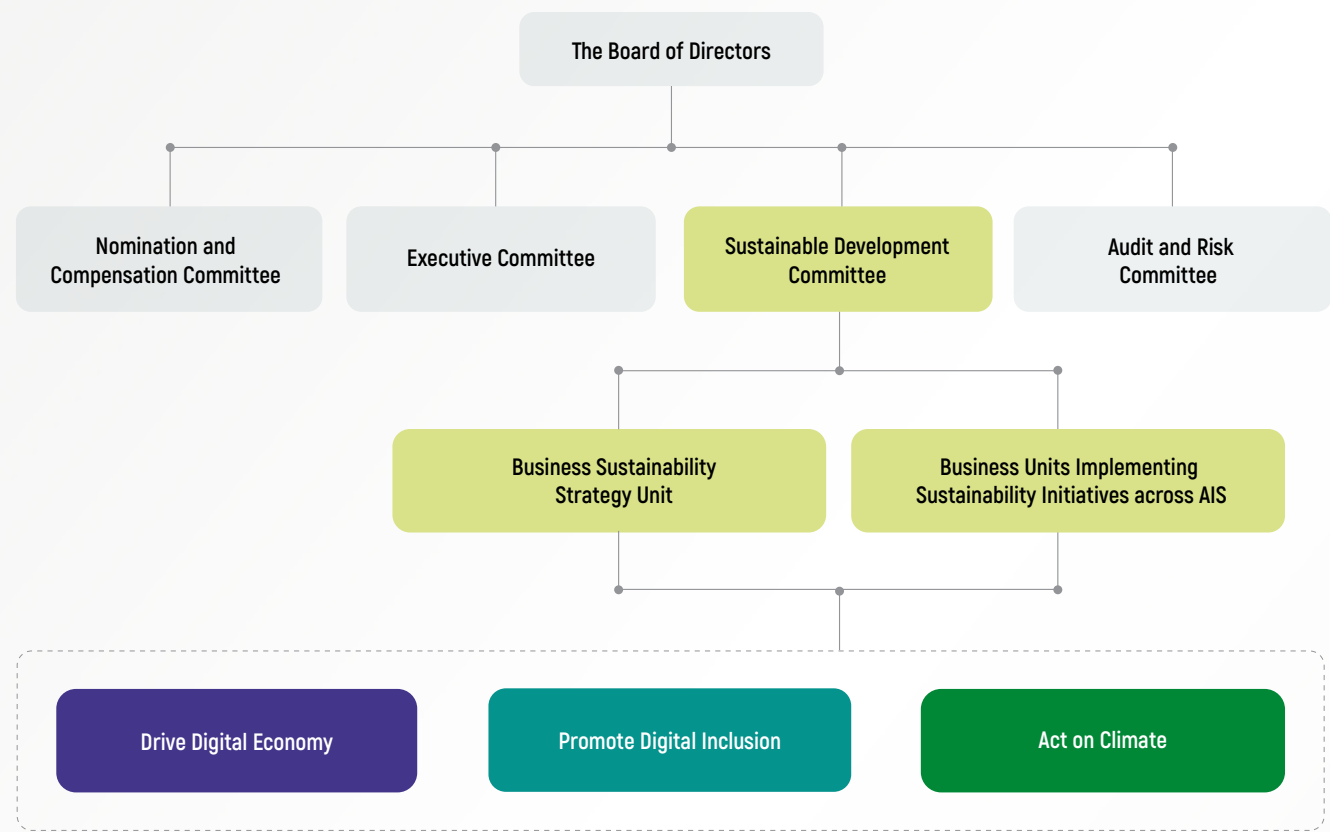 The Board of Directors
Nomination and
Compensation Committee
Executive Committee
Sustainable Development
Committee
Audit and Risk
Committee
Business Sustainability
Strategy Unit
Business Units Implementing
Sustainability Initiatives across AIS
Drive Digital Economy
Promote Digital Inclusion
Act on Climate